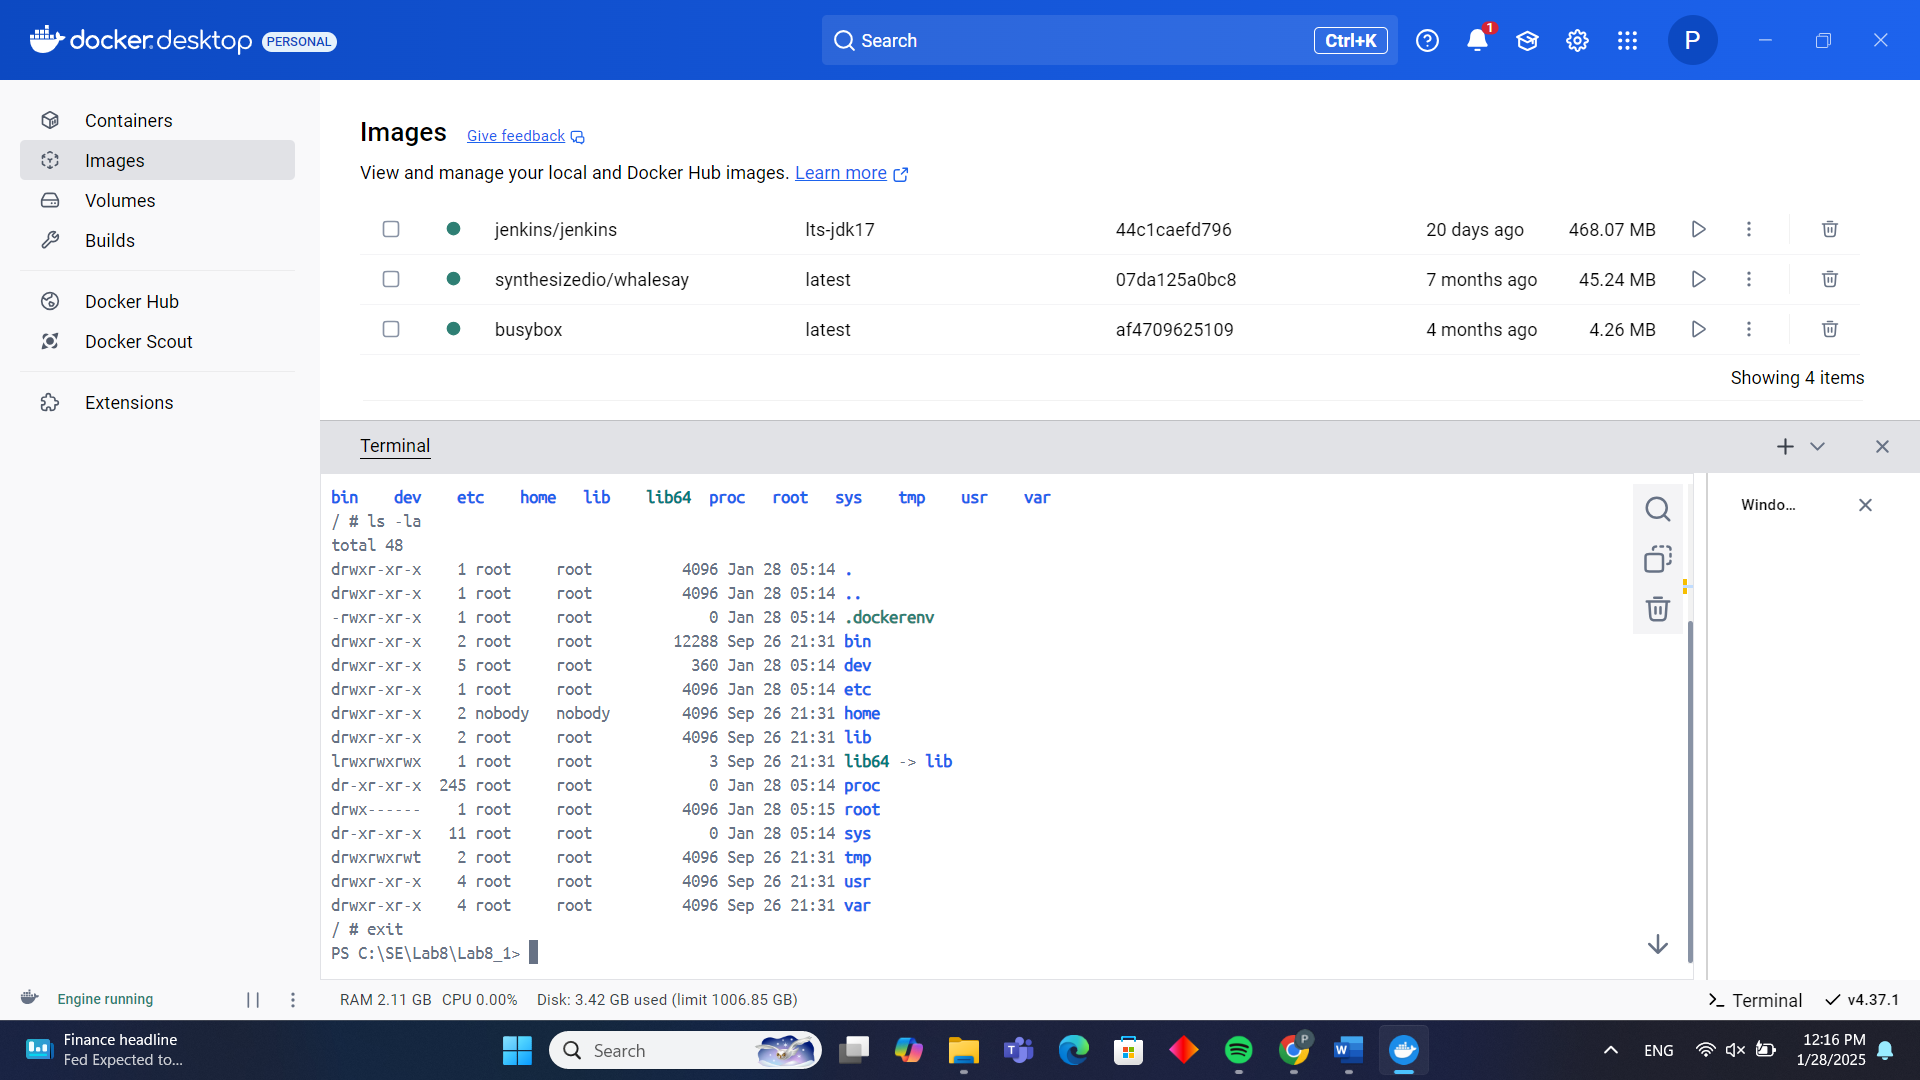 docker.desktop PERSONAL
Search Ctrl+K
1
P
Containers
Images
Volumes
Builds
Docker Hub
Docker Scout
Extensions
Images Give feedback
View and manage your local and Docker Hub images. Learn more
jenkins/jenkins lts-jdk17 44c1caefd796 20 days ago 468.07 MB
synthesizedio/whalesay latest 07da125a0bc8 7 months ago 45.24 MB
busybox latest af4709625109 4 months ago 4.26 MB
Showing 4 items
Terminal
Windo...
bin dev etc home lib lib64 proc root sys tmp usr var
/ # ls -la
total 48
drwxr-xr-x 1 root root 4096 Jan 28 05:14 .
drwxr-xr-x 1 root root 4096 Jan 28 05:14 ..
-rwxr-xr-x 1 root root 0 Jan 28 05:14 .dockerenv
drwxr-xr-x 2 root root 12288 Sep 26 21:31 bin
drwxr-xr-x 5 root root 360 Jan 28 05:14 dev
drwxr-xr-x 1 root root 4096 Jan 28 05:14 etc
drwxr-xr-x 2 nobody nobody 4096 Sep 26 21:31 home
drwxr-xr-x 2 root root 4096 Sep 26 21:31 lib
lrwxrwxrwx 1 root root 3 Sep 26 21:31 lib64 -> lib
dr-xr-xr-x 245 root root 0 Jan 28 05:14 proc
drwx------ 1 root root 4096 Jan 28 05:15 root
dr-xr-xr-x 11 root root 0 Jan 28 05:14 sys
drwxrwxrwt 2 root root 4096 Sep 26 21:31 tmp
drwxr-xr-x 4 root root 4096 Sep 26 21:31 usr
drwxr-xr-x 4 root root 4096 Sep 26 21:31 var
/ # exit
PS C:\SE\Lab8\Lab8_1>
Engine running RAM 2.11 GB CPU 0.00% Disk: 3.42 GB used (limit 1006.85 GB) Terminal v4.37.1
Finance headline
Fed Expected to...
Search
P
ENG
12:16 PM
1/28/2025